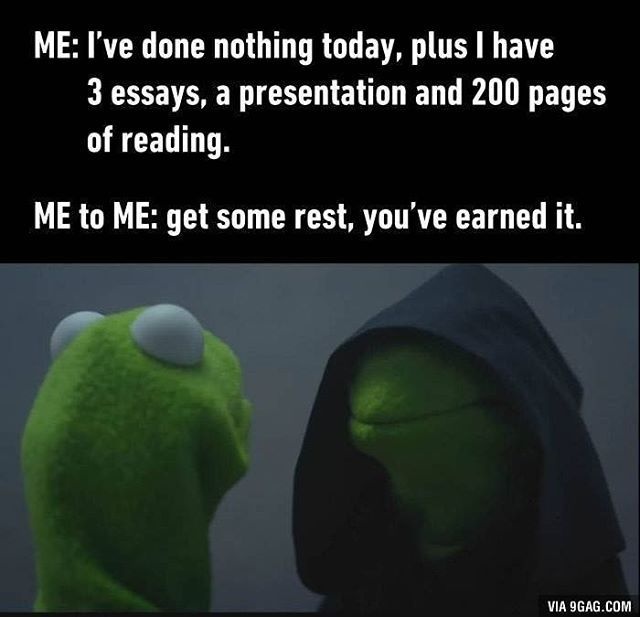 ME: I've done nothing today, plus I have
3 essays, a presentation and 200 pages
of reading.
ME to ME: get some rest, you've earned it.
VIA 9GAG.COM